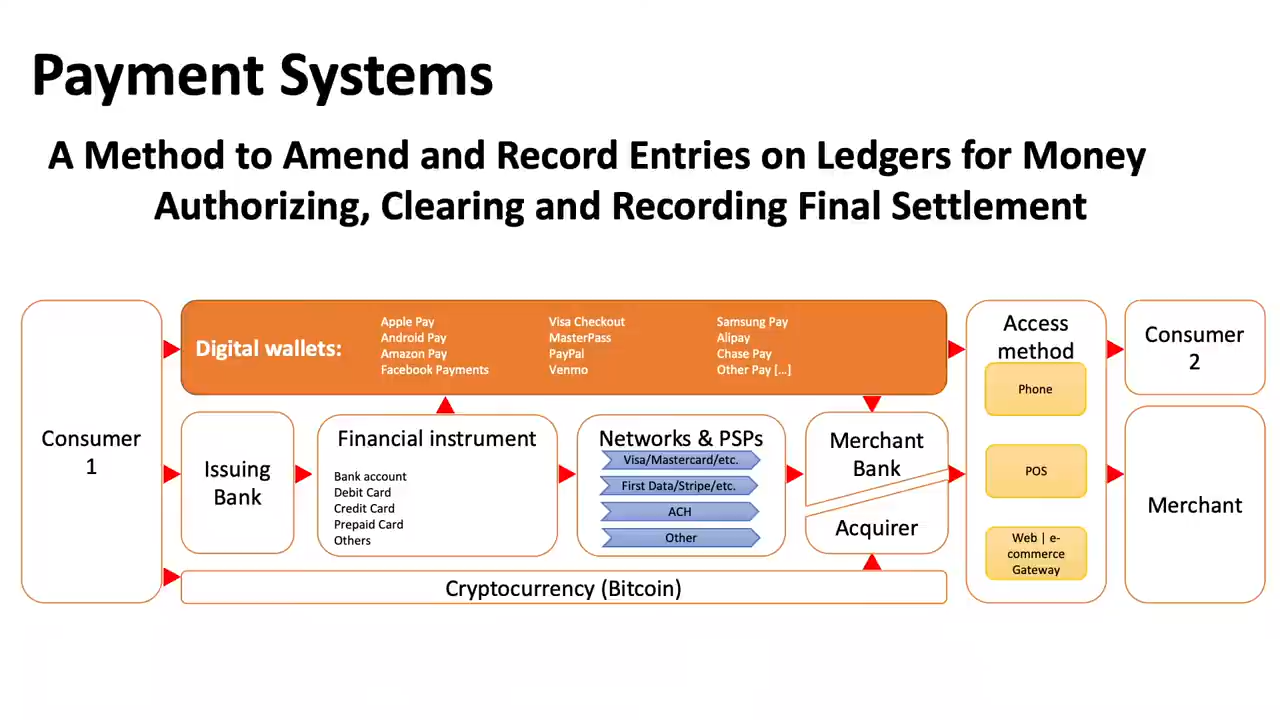 Payment Systems
A Method to Amend and Record Entries on Ledgers for Money
Authorizing, Clearing and Recording Final Settlement
Consumer
1
Digital wallets:
Apple Pay
Android Pay
Amazon Pay
Facebook Payments
Visa Checkout
MasterPass
PayPal
Venmo
Samsung Pay
Alipay
Chase Pay
Other Pay [...]
Issuing
Bank
Financial instrument
Bank account
Debit Card
Credit Card
Prepaid Card
Others
Networks & PSPs
Visa/Mastercard/etc.
First Data/Stripe/etc.
ACH
Other
Merchant
Bank
Acquirer
Cryptocurrency (Bitcoin)
Access
method
Phone
POS
Web | e-
commerce
Gateway
Consumer
2
Merchant